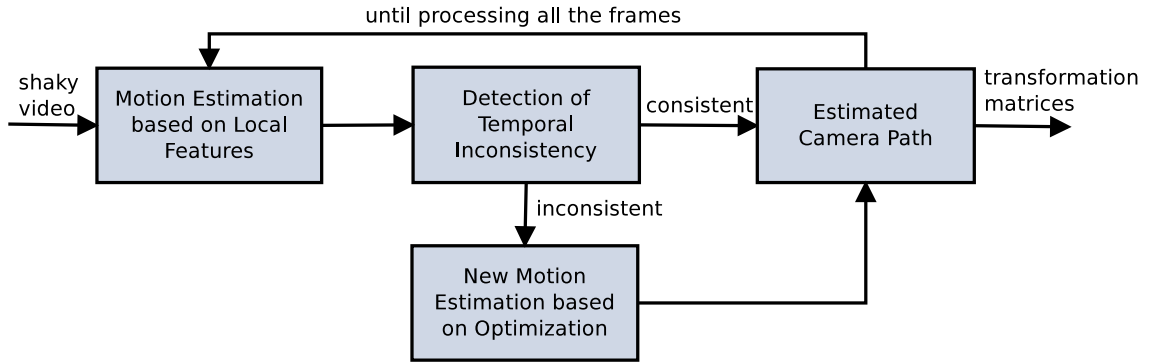 until processing all the frames
shaky
video
Motion Estimation
based on Local
Features
Detection of
Temporal
Inconsistency
consistent
Estimated
Camera Path
transformation
matrices
inconsistent
New Motion
Estimation based
on Optimization